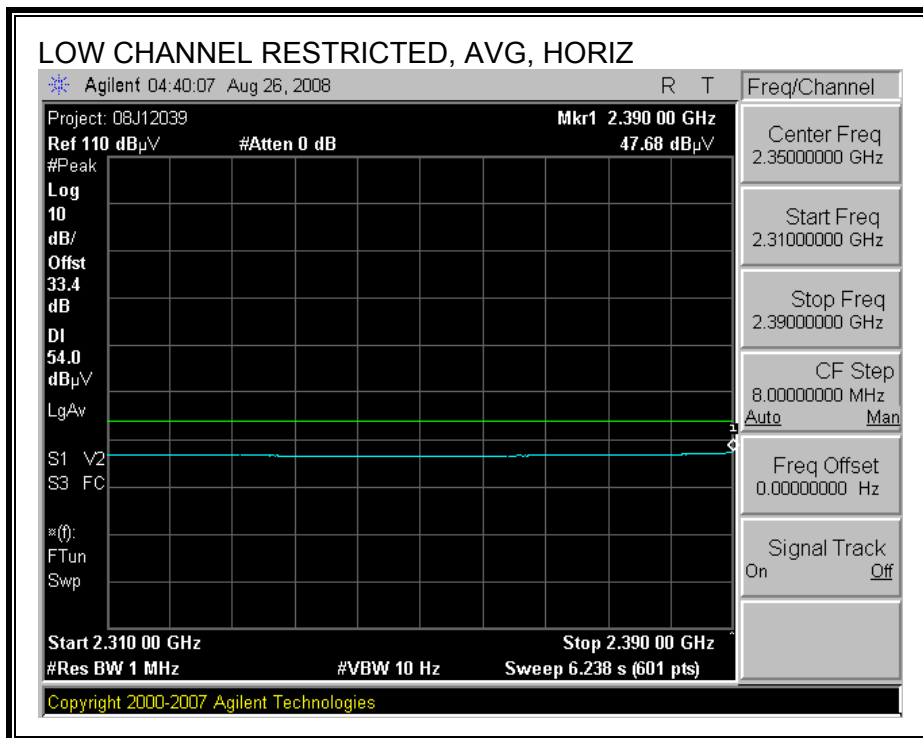 LOW CHANNEL RESTRICTED, AVG, HORIZ
Agilent 04:40:07 Aug 26, 2008 R T
Freq/Channel
Project: 08J12039 Mkr1 2.390 00 GHz
Ref 110 dBµV #Atten 0 dB 47.68 dBµV
#Peak
Log
10
dB/
Offst
33.4
dB
DI
54.0
dBµV
LgAv
1
S1 V2
S3 FC
¤(f):
FTun
Swp
Start 2.310 00 GHz Stop 2.390 00 GHz ^
#Res BW 1 MHz #VBW 10 Hz Sweep 6.238 s (601 pts)
Center Freq
2.35000000 GHz
Start Freq
2.31000000 GHz
Stop Freq
2.39000000 GHz
CF Step
8.00000000 MHz
Auto Man
Freq Offset
0.00000000 Hz
Signal Track
On Off
Copyright 2000-2007 Agilent Technologies